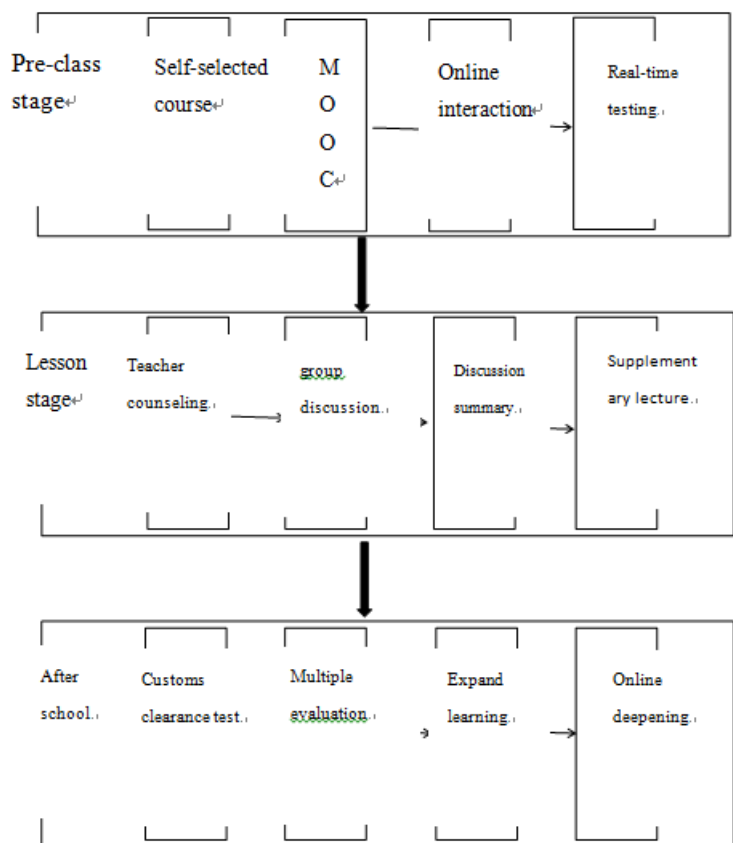 Pre-class
stage↵
Self-selected
course↵
M
O
O
C↵
Online
interaction↵
Real-time
testing.↓
Lesson
stage↵
Teacher
counseling.↓
group
discussion.↓
Discussion
summary.↓
Supplement
ary lecture.↓
After
school.↓
Customs
clearance test.↓
Multiple
evaluation.↓
Expand
learning.↓
Online
deepening.↓